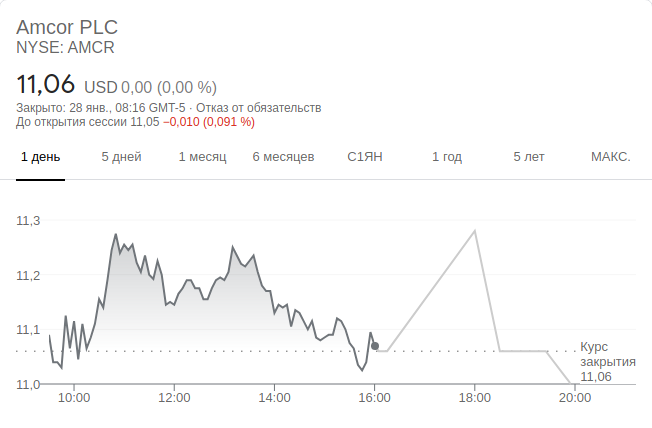 Amcor PLC
NYSE: AMCR
11,06 USD 0,00 (0,00 %)
Закрыто: 28 янв., 08:16 GMT-5 · Отказ от обязательств
До открытия сессии 11,05 −0,010 (0,091 %)
1 день 5 дней 1 месяц 6 месяцев С1ЯН 1 год 5 лет МАКС.
11,3
11,2
11,1
Курс
закрытия
11,06
11,0
10:00 12:00 14:00 16:00 18:00 20:00